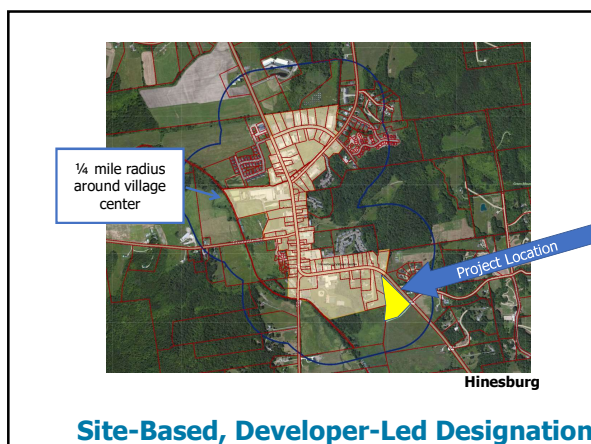 ¼ mile radius
around village
center
Project Location
Hinesburg
Site-Based, Developer-Led Designation